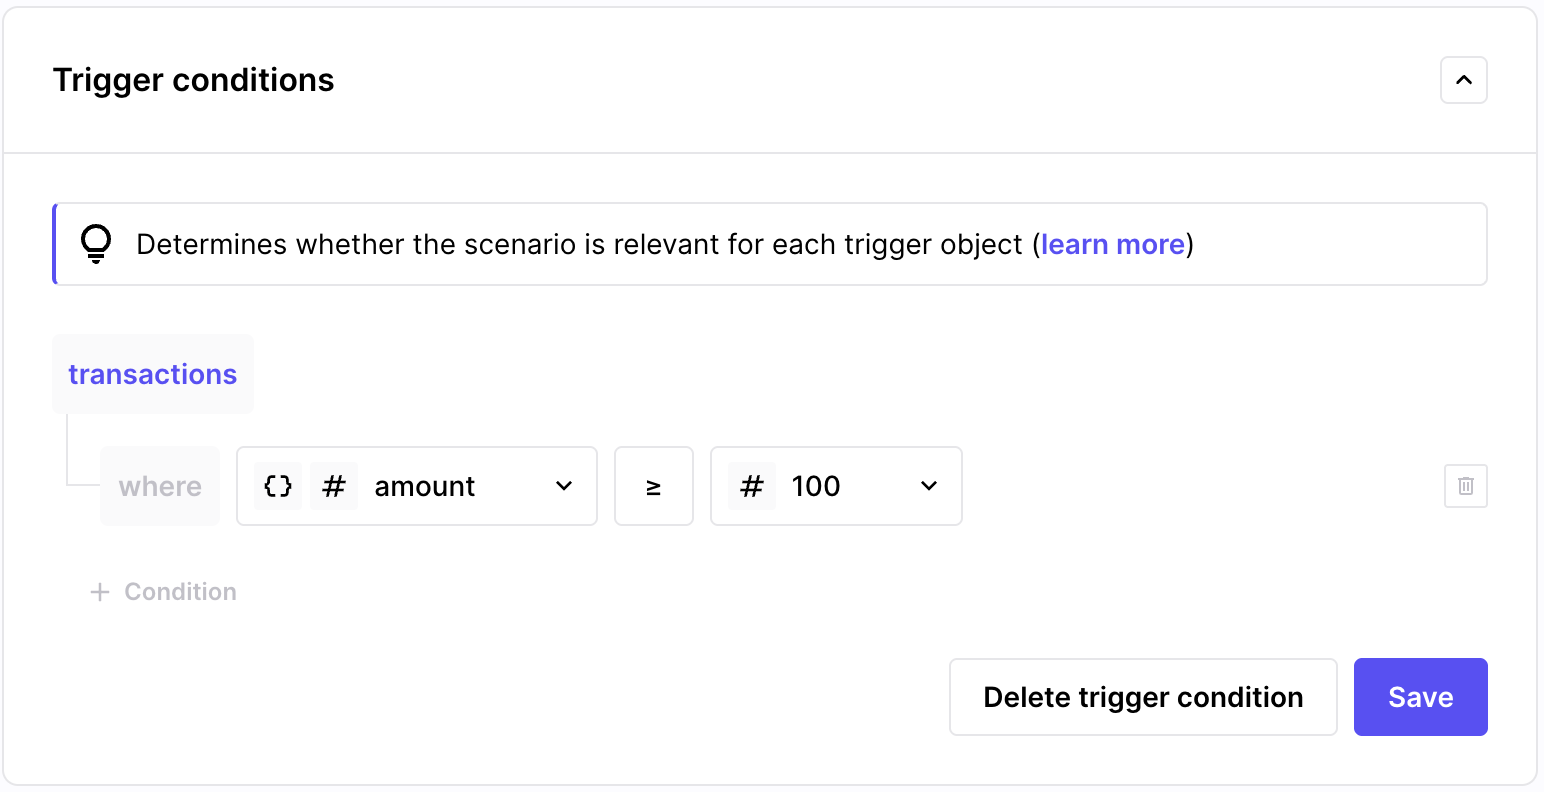 Trigger conditions
Determines whether the scenario is relevant for each trigger object (learn more)
transactions
where {} # amount ≥ # 100
+ Condition
Delete trigger condition Save